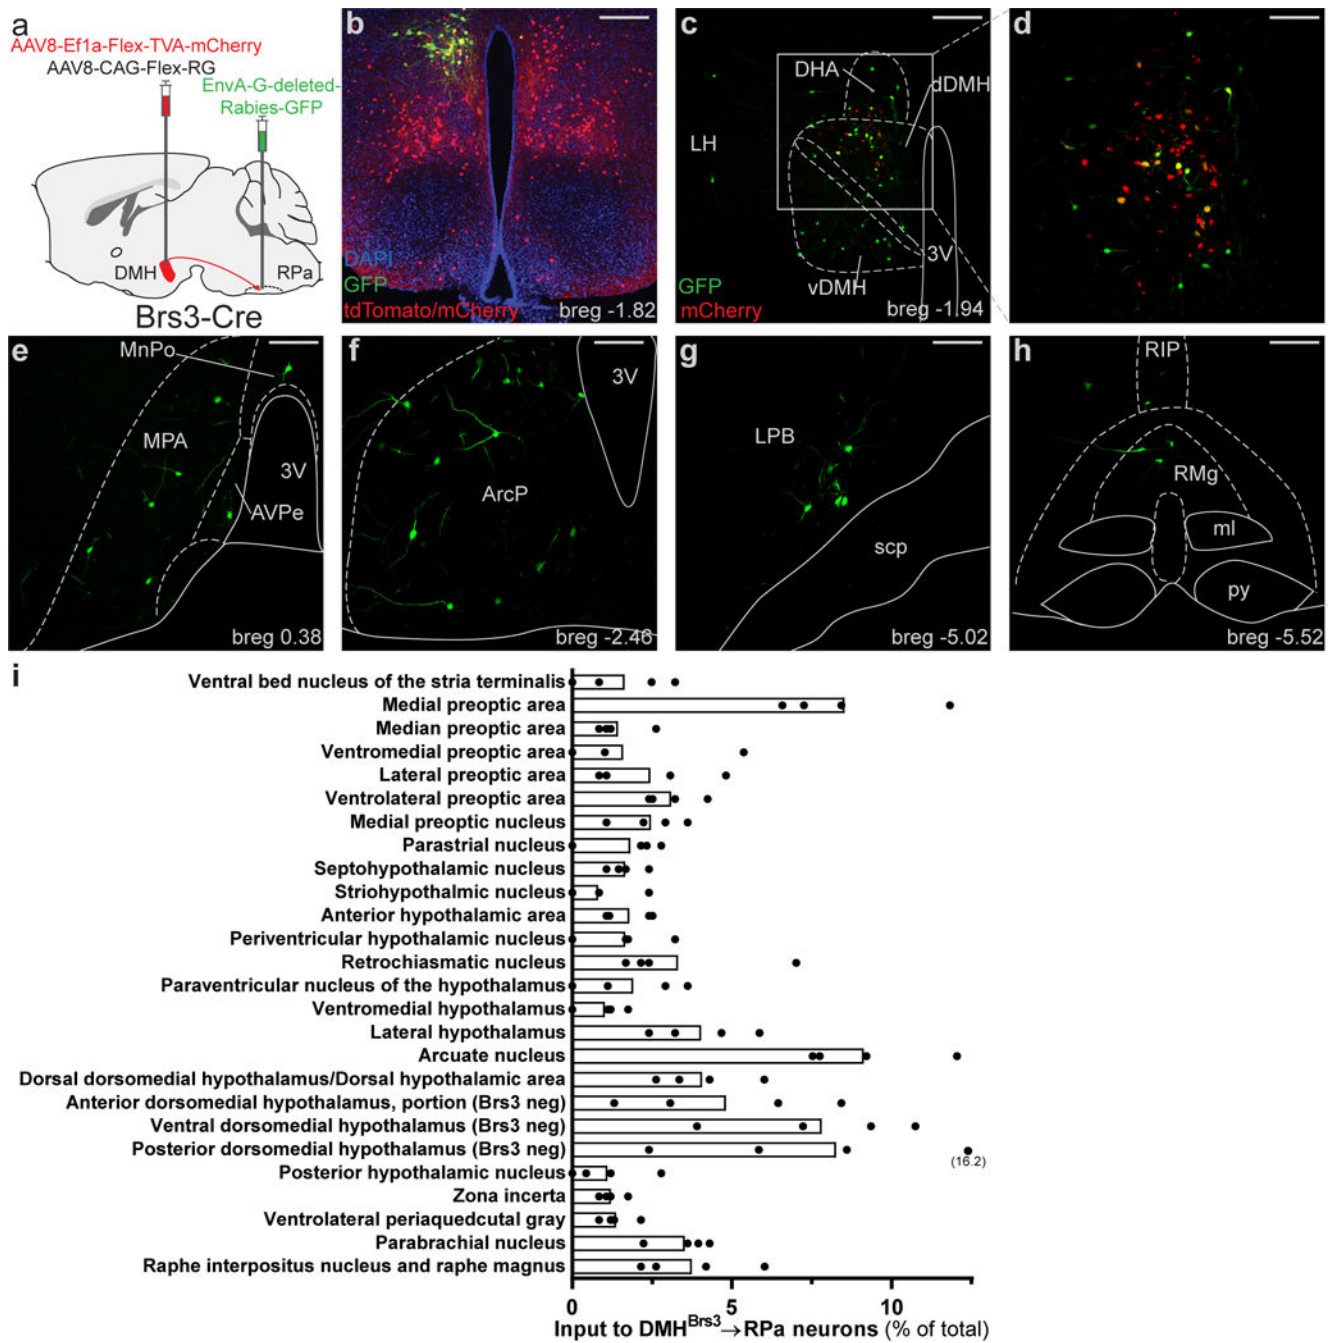 a
AAV8-Ef1a-Flex-TVA-mCherry
AAV8-CAG-Flex-RG
EnvA-G-deleted-
Rabies-GFP
DMH
RPa
Brs3-Cre
b
DAPI
GFP
tdTomato/mCherry
breg -1.82
c
DHA
dDMH
LH
3V
vDMH
GFP
mCherry
breg -1.94
d
e
MnPo
MPA
3V
AVPe
breg 0.38
f
3V
ArcP
breg -2.46
g
LPB
scp
breg -5.02
h
RIP
RMg
ml
py
breg -5.52
i
Ventral bed nucleus of the stria terminalis
Medial preoptic area
Median preoptic area
Ventromedial preoptic area
Lateral preoptic area
Ventrolateral preoptic area
Medial preoptic nucleus
Parastrial nucleus
Septohypothalamic nucleus
Striohypothalmic nucleus
Anterior hypothalamic area
Periventricular hypothalamic nucleus
Retrochiasmatic nucleus
Paraventricular nucleus of the hypothalamus
Ventromedial hypothalamus
Lateral hypothalamus
Arcuate nucleus
Dorsal dorsomedial hypothalamus/Dorsal hypothalamic area
Anterior dorsomedial hypothalamus, portion (Brs3 neg)
Ventral dorsomedial hypothalamus (Brs3 neg)
Posterior dorsomedial hypothalamus (Brs3 neg)
(16.2)
Posterior hypothalamic nucleus
Zona incerta
Ventrolateral periaquedcutal gray
Parabrachial nucleus
Raphe interpositus nucleus and raphe magnus
0 5 10
Input to DMH^Brs3→RPa neurons (% of total)